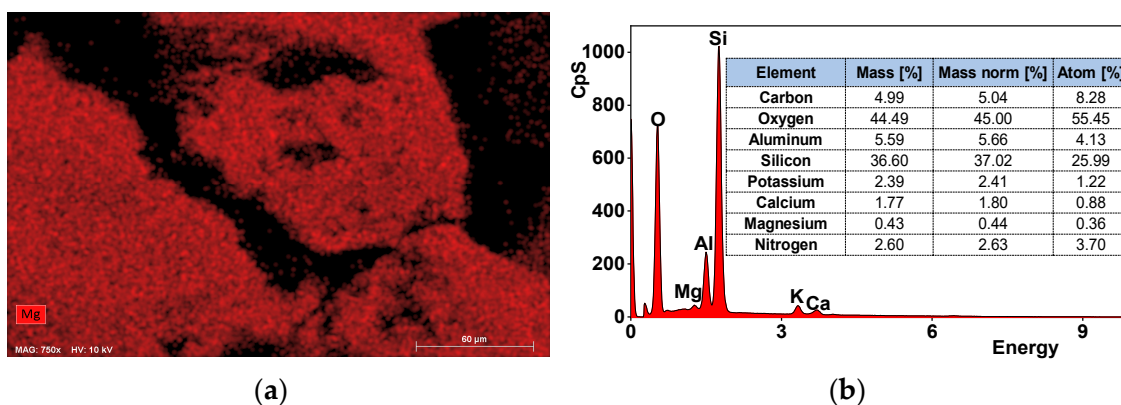 Mg
MAG: 750x HV: 10 kV
60 µm
(a)
CpS
1000
800
600
400
200
0
0
3
6
9
Energy
O
Si
Al
Mg
K
Ca
Element Mass [%] Mass norm [%] Atom [%]
Carbon 4.99 5.04 8.28
Oxygen 44.49 45.00 55.45
Aluminum 5.59 5.66 4.13
Silicon 36.60 37.02 25.99
Potassium 2.39 2.41 1.22
Calcium 1.77 1.80 0.88
Magnesium 0.43 0.44 0.36
Nitrogen 2.60 2.63 3.70
(b)